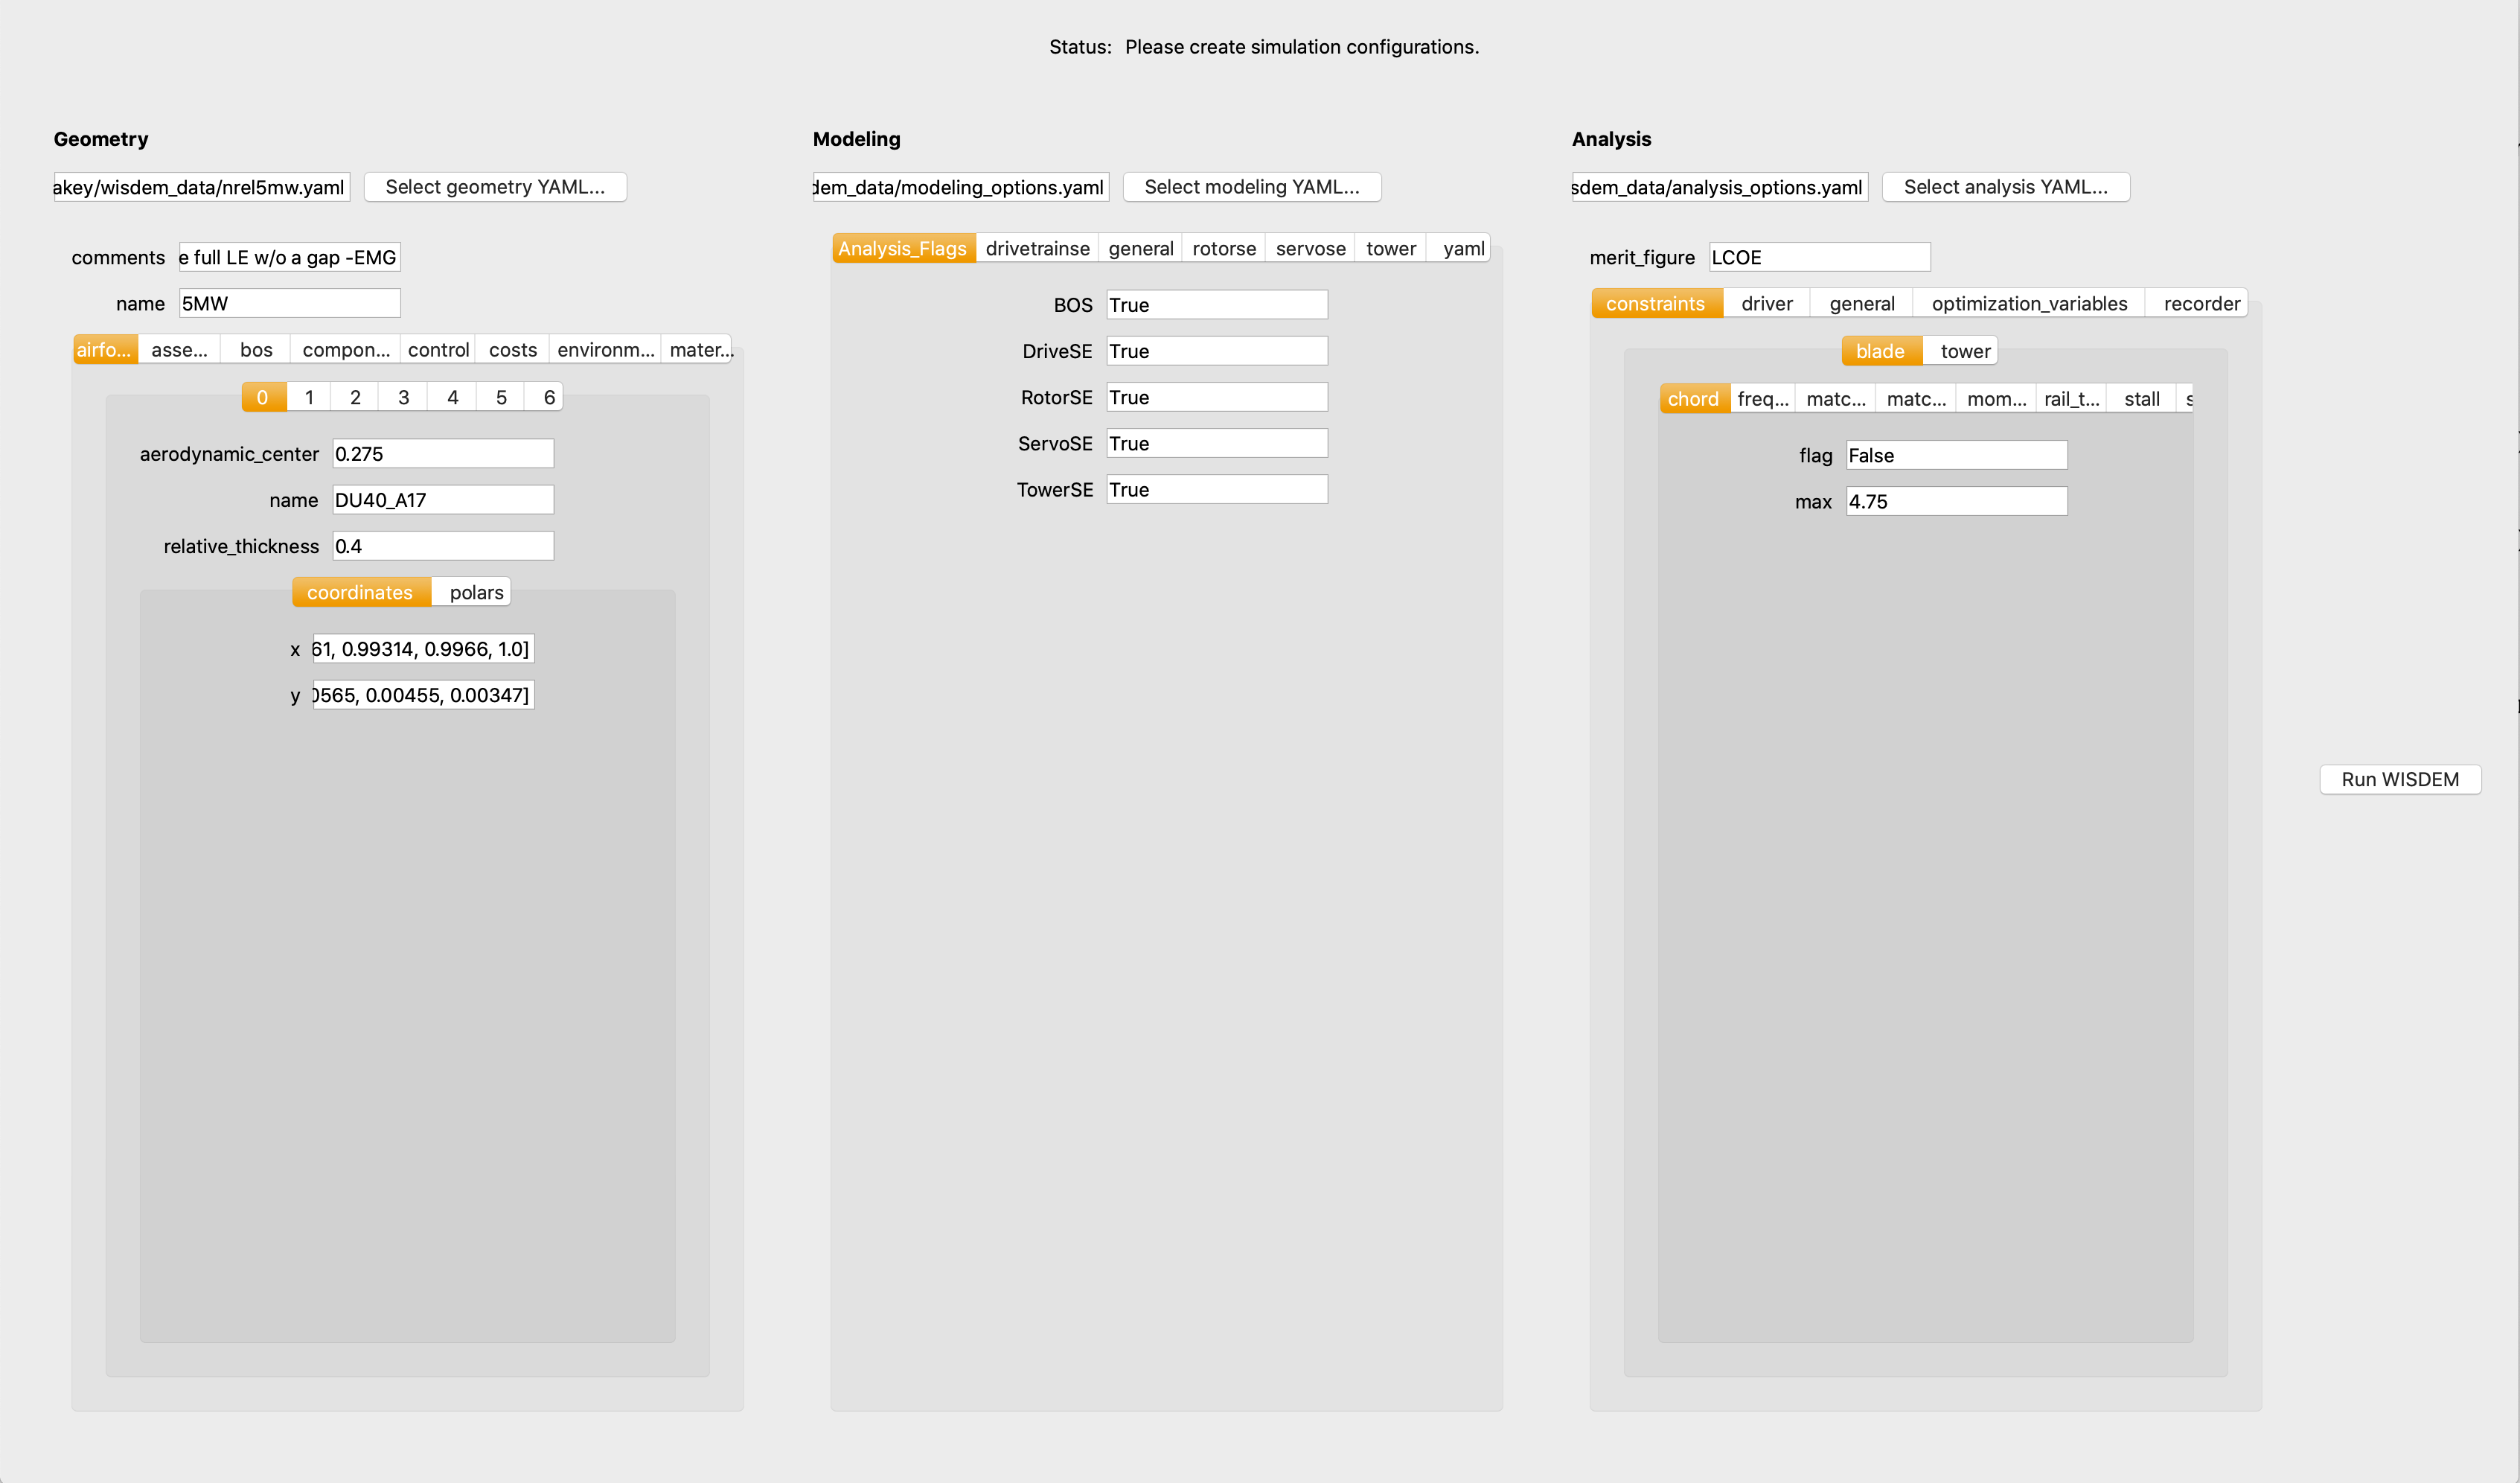 Status: Please create simulation configurations.
Geometry
akey/wisdem_data/nrel5mw.yaml Select geometry YAML...
comments e full LE w/o a gap -EMG
name 5MW
airfo... asse... bos compon... control costs environm... mater...
0 1 2 3 4 5 6
aerodynamic_center 0.275
name DU40_A17
relative_thickness 0.4
coordinates polars
x 61, 0.99314, 0.9966, 1.0]
y 0565, 0.00455, 0.00347]
Modeling
dem_data/modeling_options.yaml Select modeling YAML...
Analysis_Flags drivetrainse general rotorse servose tower yaml
BOS True
DriveSE True
RotorSE True
ServoSE True
TowerSE True
Analysis
sdem_data/analysis_options.yaml Select analysis YAML...
merit_figure LCOE
constraints driver general optimization_variables recorder
blade tower
chord freq... matc... matc... mom... rail_t... stall s
flag False
max 4.75
Run WISDEM